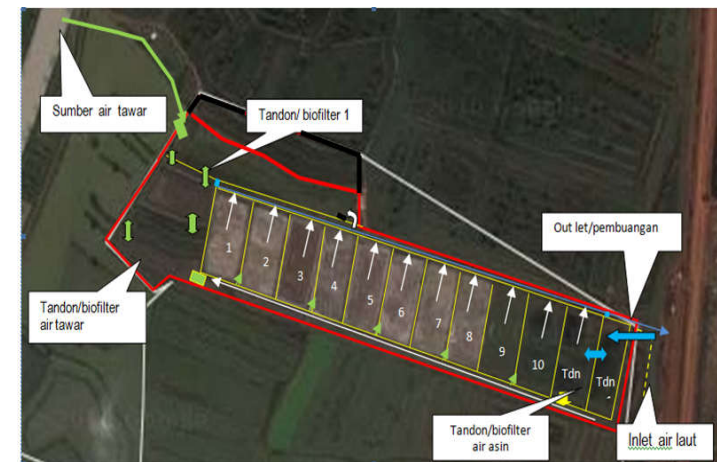 Sumber air tawar
Tandon/ biofilter 1
Out let/pembuangan
Tandon/biofilter
air tawar
1
2
3
4
5
6
7
8
9
10
Tdn
Tdn
Tandon/biofilter
air asin
Inlet air laut